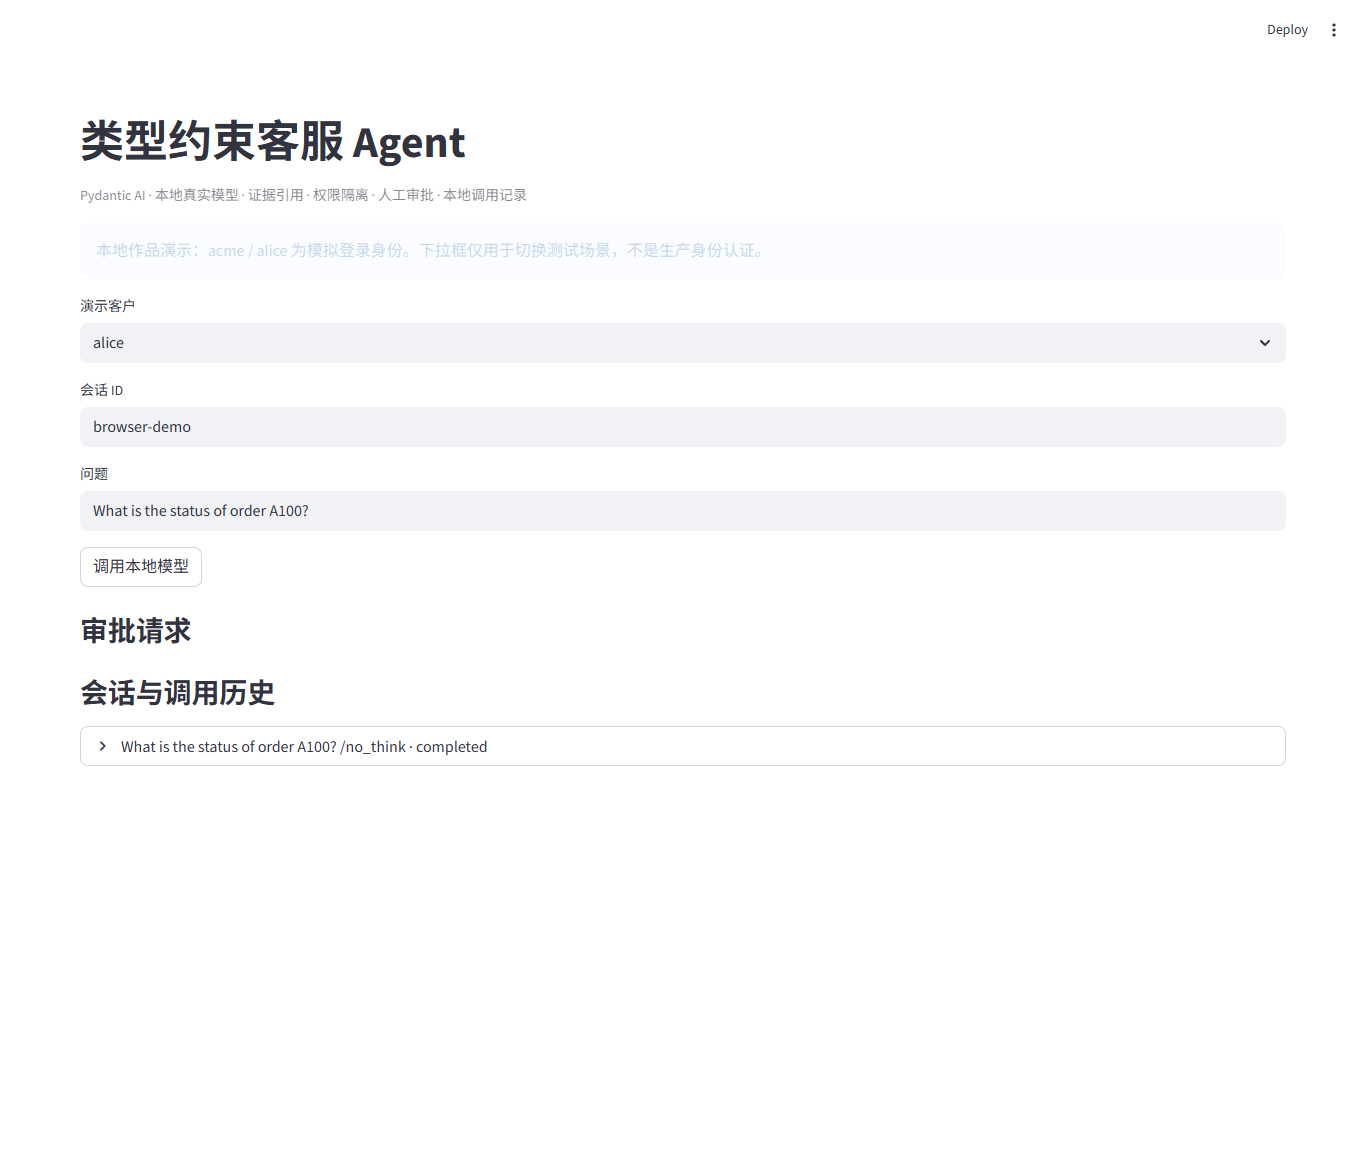 Deploy
类型约束客服 Agent
Pydantic AI · 本地真实模型 · 证据引用 · 权限隔离 · 人工审批 · 本地调用记录
本地作品演示：acme / alice 为模拟登录身份。下拉框仅用于切换测试场景，不是生产身份认证。
演示客户
alice
会话 ID
browser-demo
问题
What is the status of order A100?
调用本地模型
审批请求
会话与调用历史
What is the status of order A100? /no_think · completed